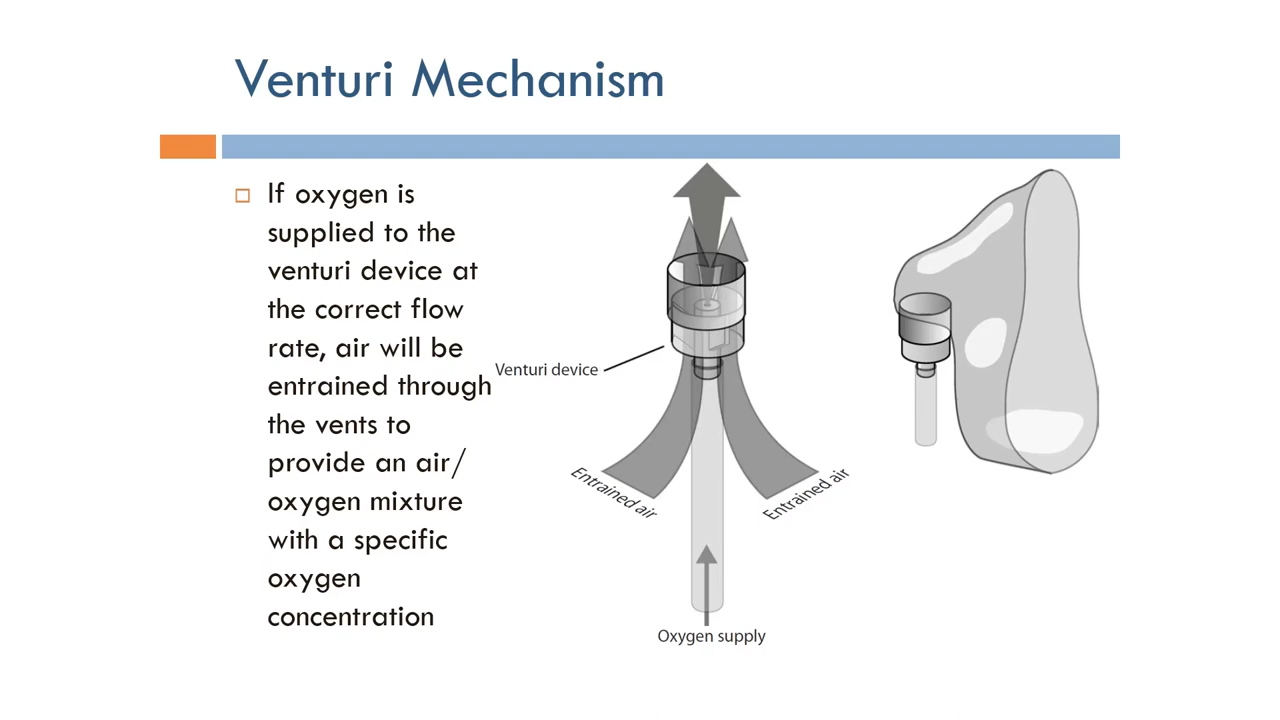 Venturi Mechanism
If oxygen is
supplied to the
venturi device at
the correct flow
rate, air will be
entrained through
the vents to
provide an air/
oxygen mixture
with a specific
oxygen
concentration
Venturi device
Entrained air
Entrained air
Oxygen supply